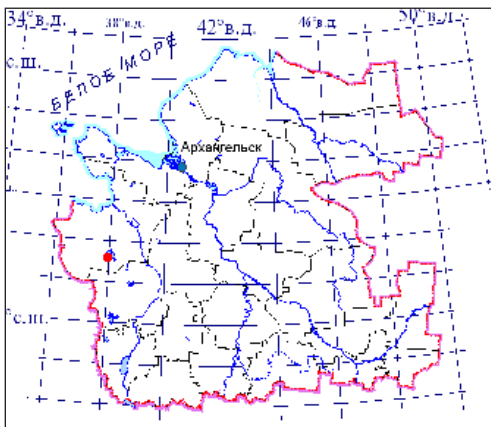 34°в.д.
38°в.д.
42°в.д.
46°в.д.
50°в.д.
с.ш.
БЕЛОЕ МОРЕ
Архангельск
°с.ш.